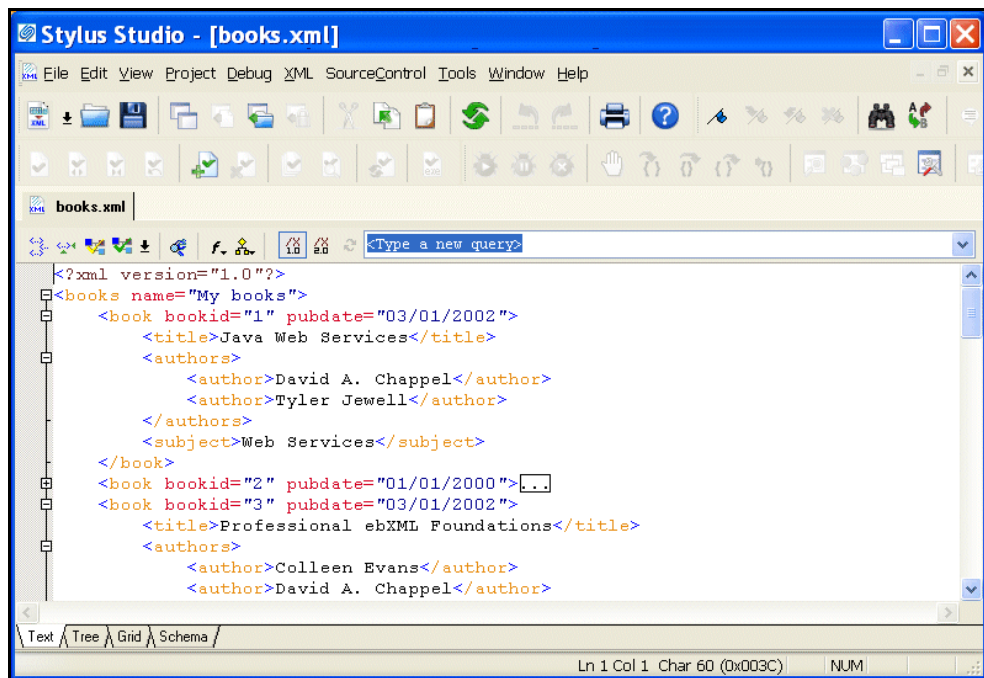 Stylus Studio - [books.xml]
File Edit View Project Debug XML SourceControl Tools Window Help
books.xml
<Type a new query>
<?xml version="1.0"?>
<books name="My books">
<book bookid="1" pubdate="03/01/2002">
<title>Java Web Services</title>
<authors>
<author>David A. Chappel</author>
<author>Tyler Jewell</author>
</authors>
<subject>Web Services</subject>
</book>
<book bookid="2" pubdate="01/01/2000">...
<book bookid="3" pubdate="03/01/2002">
<title>Professional ebXML Foundations</title>
<authors>
<author>Colleen Evans</author>
<author>David A. Chappel</author>
Text Tree Grid Schema
Ln 1 Col 1 Char 60 (0x003C) NUM